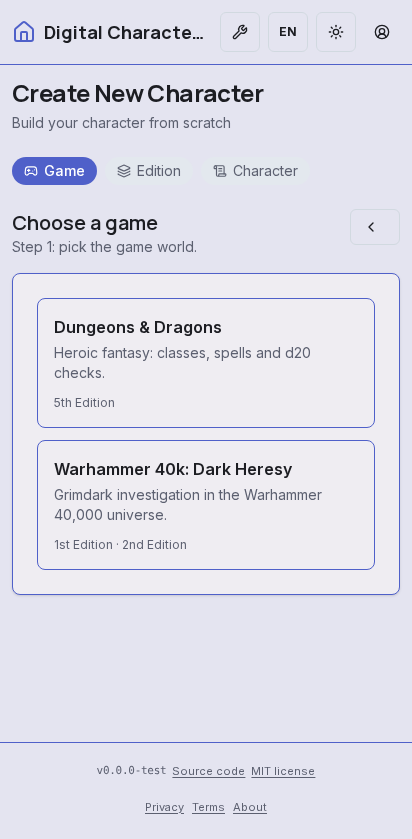 Digital Characte...
EN
Create New Character
Build your character from scratch
Game
Edition
Character
Choose a game
Step 1: pick the game world.
Dungeons & Dragons
Heroic fantasy: classes, spells and d20
checks.
5th Edition
Warhammer 40k: Dark Heresy
Grimdark investigation in the Warhammer
40,000 universe.
1st Edition · 2nd Edition
v0.0.0-test Source code MIT license
Privacy Terms About